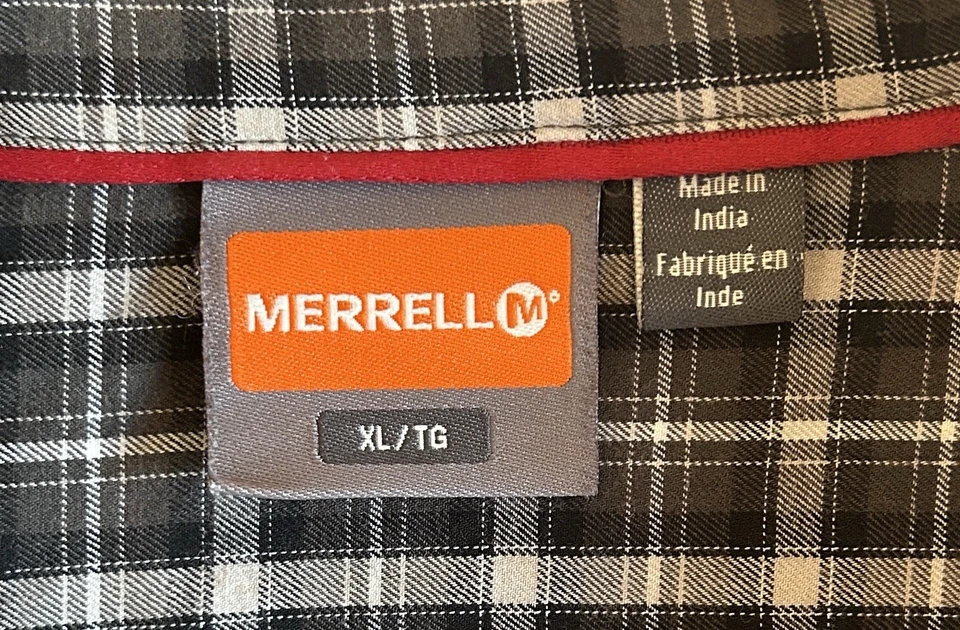 MERRELL M
XL/TG
Made in
India
Fabriqué en
Inde